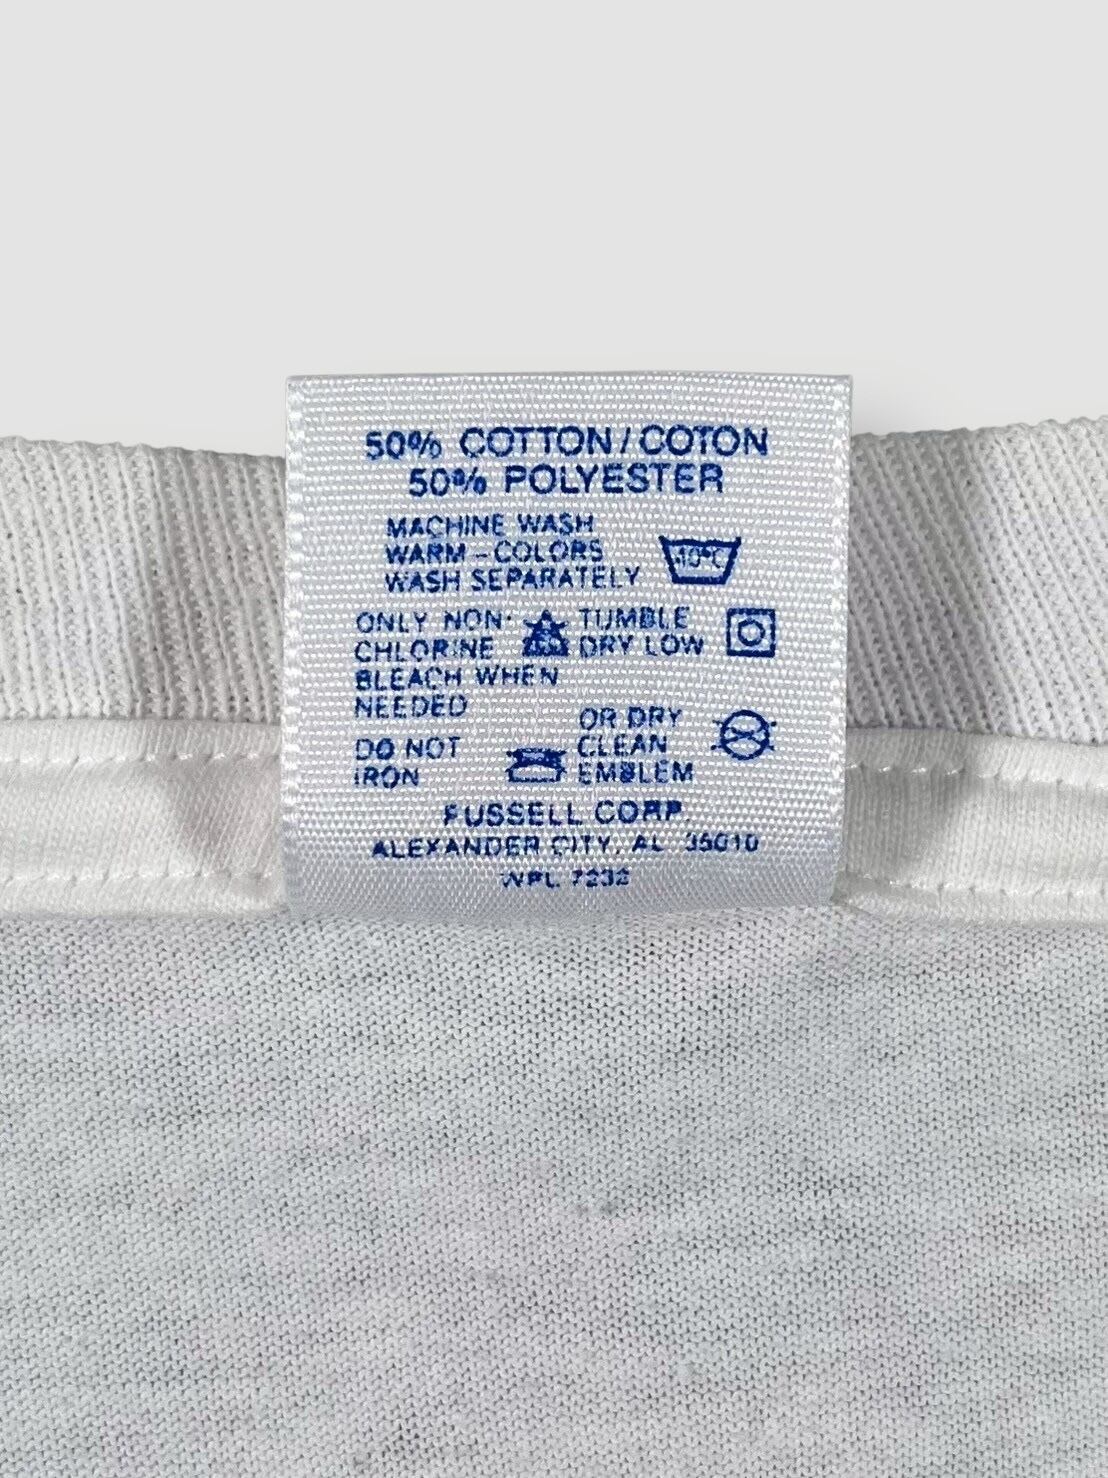 50% COTTON/COTON
50% POLYESTER
MACHINE WASH
WARM-COLORS
WASH SEPARATELY
40°C
ONLY NON-
CHLORINE
BLEACH WHEN
NEEDED
TUMBLE
DRY LOW
DO NOT
IRON
OR DRY
CLEAN
EMBLEM
FUSSELL CORP.
ALEXANDER CITY, AL 35010
WPL 7232